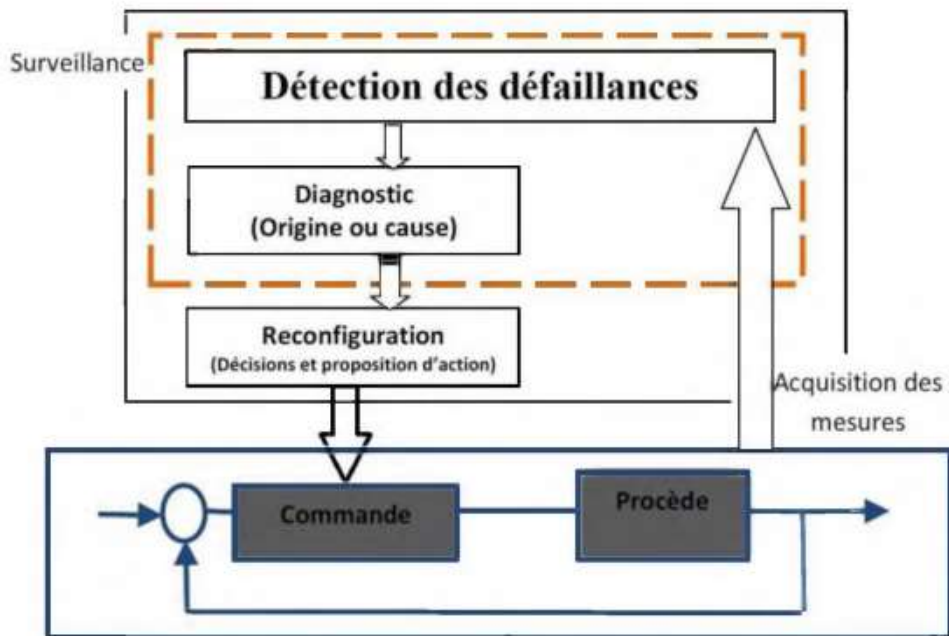 Surveillance
Détection des défaillances
Diagnostic
(Origine ou cause)
Reconfiguration
(Décisions et proposition d'action)
Acquisition des
mesures
Commande
Procède